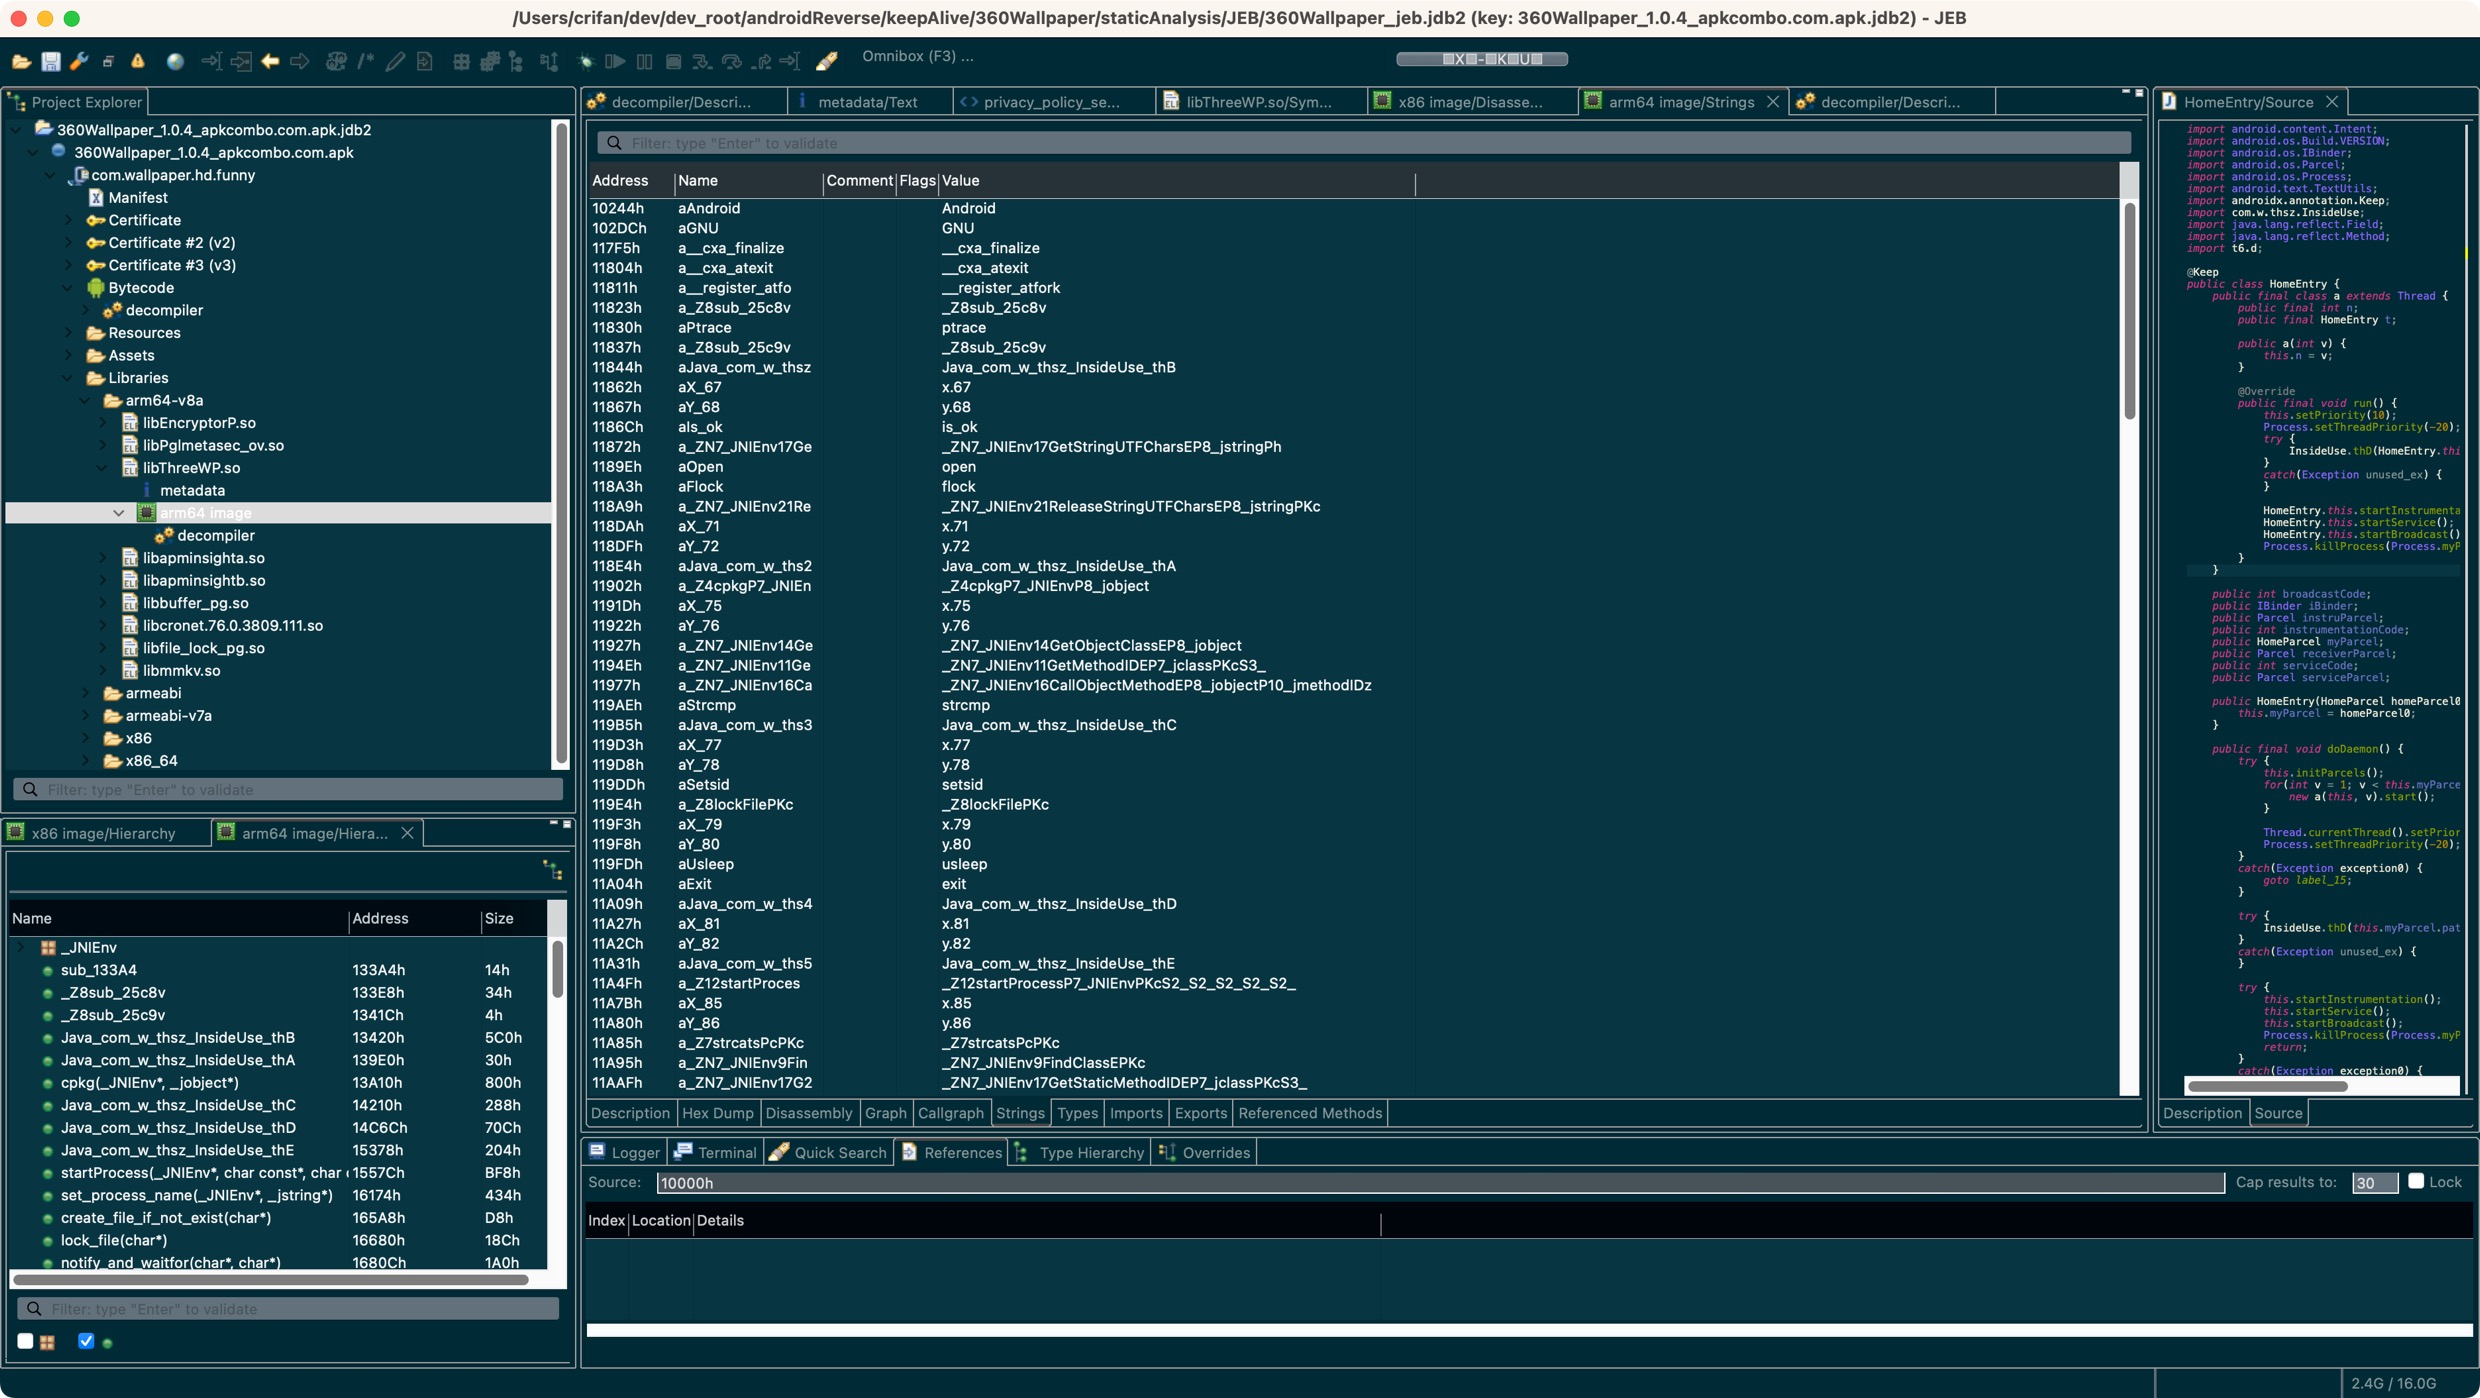 /Users/crifan/dev/dev_root/androidReverse/keepAlive/360Wallpaper/staticAnalysis/JEB/360Wallpaper_jeb.jdb2 (key: 360Wallpaper_1.0.4_apkcombo.com.apk.jdb2) - JEB
Omnibox (F3) ...
Project Explorer
360Wallpaper_1.0.4_apkcombo.com.apk.jdb2
360Wallpaper_1.0.4_apkcombo.com.apk
com.wallpaper.hd.funny
Manifest
Certificate
Certificate #2 (v2)
Certificate #3 (v3)
Bytecode
decompiler
Resources
Assets
Libraries
arm64-v8a
libEncryptorP.so
libPglmetasec_ov.so
libThreeWP.so
metadata
arm64 image
decompiler
libapminsighta.so
libapminsightb.so
libbuffer_pg.so
libcronet.76.0.3809.111.so
libfile_lock_pg.so
libmmkv.so
armeabi
armeabi-v7a
x86
x86_64
Filter: type "Enter" to validate
x86 image/Hierarchy
arm64 image/Hiera...
Name Address Size
_JNIEnv
sub_133A4 133A4h 14h
_Z8sub_25c8v 133E8h 34h
_Z8sub_25c9v 1341Ch 4h
Java_com_w_thsz_InsideUse_thB 13420h 5C0h
Java_com_w_thsz_InsideUse_thA 139E0h 30h
cpkg(_JNIEnv*, _jobject*) 13A10h 800h
Java_com_w_thsz_InsideUse_thC 14210h 288h
Java_com_w_thsz_InsideUse_thD 14C6Ch 70Ch
Java_com_w_thsz_InsideUse_thE 15378h 204h
startProcess(_JNIEnv*, char const*, char c 1557Ch BF8h
set_process_name(_JNIEnv*, _jstring*) 16174h 434h
create_file_if_not_exist(char*) 165A8h D8h
lock_file(char*) 16680h 18Ch
notify_and_waitfor(char*, char*) 1680Ch 1A0h
Filter: type "Enter" to validate
decompiler/Descri...
metadata/Text
privacy_policy_se...
libThreeWP.so/Sym...
x86 image/Disasse...
arm64 image/Strings
decompiler/Descri...
Filter: type "Enter" to validate
Address Name Comment Flags Value
10244h aAndroid Android
102DCh aGNU GNU
117F5h a__cxa_finalize __cxa_finalize
11804h a__cxa_atexit __cxa_atexit
11811h a__register_atfo __register_atfork
11823h a_Z8sub_25c8v _Z8sub_25c8v
11830h aPtrace ptrace
11837h a_Z8sub_25c9v _Z8sub_25c9v
11844h aJava_com_w_thsz Java_com_w_thsz_InsideUse_thB
11862h aX_67 x.67
11867h aY_68 y.68
1186Ch aIs_ok is_ok
11872h a_ZN7_JNIEnv17Ge _ZN7_JNIEnv17GetStringUTFCharsEP8_jstringPh
1189Eh aOpen open
118A3h aFlock flock
118A9h a_ZN7_JNIEnv21Re _ZN7_JNIEnv21ReleaseStringUTFCharsEP8_jstringPKc
118DAh aX_71 x.71
118DFh aY_72 y.72
118E4h aJava_com_w_ths2 Java_com_w_thsz_InsideUse_thA
11902h a_Z4cpkgP7_JNIEn _Z4cpkgP7_JNIEnvP8_jobject
1191Dh aX_75 x.75
11922h aY_76 y.76
11927h a_ZN7_JNIEnv14Ge _ZN7_JNIEnv14GetObjectClassEP8_jobject
1194Eh a_ZN7_JNIEnv11Ge _ZN7_JNIEnv11GetMethodIDEP7_jclassPKcS3_
11977h a_ZN7_JNIEnv16Ca _ZN7_JNIEnv16CallObjectMethodEP8_jobjectP10_jmethodIDz
119AEh aStrcmp strcmp
119B5h aJava_com_w_ths3 Java_com_w_thsz_InsideUse_thC
119D3h aX_77 x.77
119D8h aY_78 y.78
119DDh aSetsid setsid
119E4h a_Z8lockFilePKc _Z8lockFilePKc
119F3h aX_79 x.79
119F8h aY_80 y.80
119FDh aUsleep usleep
11A04h aExit exit
11A09h aJava_com_w_ths4 Java_com_w_thsz_InsideUse_thD
11A27h aX_81 x.81
11A2Ch aY_82 y.82
11A31h aJava_com_w_ths5 Java_com_w_thsz_InsideUse_thE
11A4Fh a_Z12startProces _Z12startProcessP7_JNIEnvPKcS2_S2_S2_S2_S2_
11A7Bh aX_85 x.85
11A80h aY_86 y.86
11A85h a_Z7strcatsPcPKc _Z7strcatsPcPKc
11A95h a_ZN7_JNIEnv9Fin _ZN7_JNIEnv9FindClassEPKc
11AAFh a_ZN7_JNIEnv17G2 _ZN7_JNIEnv17GetStaticMethodIDEP7_jclassPKcS3_
Description Hex Dump Disassembly Graph Callgraph Strings Types Imports Exports Referenced Methods
Logger Terminal Quick Search References Type Hierarchy Overrides
Source: 10000h Cap results to: 30 Lock
Index Location Details
HomeEntry/Source
import android.content.Intent;
import android.os.Build.VERSION;
import android.os.IBinder;
import android.os.Parcel;
import android.os.Process;
import android.text.TextUtils;
import androidx.annotation.Keep;
import com.w.thsz.InsideUse;
import java.lang.reflect.Field;
import java.lang.reflect.Method;
import t6.d;
@Keep
public class HomeEntry {
public final class a extends Thread {
public final int n;
public final HomeEntry t;
public a(int v) {
this.n = v;
}
@Override
public final void run() {
this.setPriority(10);
Process.setThreadPriority(-20);
try {
InsideUse.thD(HomeEntry.thi
}
catch(Exception unused_ex) {
}
HomeEntry.this.startInstrumenta
HomeEntry.this.startService();
HomeEntry.this.startBroadcast()
Process.killProcess(Process.myP
}
}
public int broadcastCode;
public IBinder iBinder;
public Parcel instruParcel;
public int instrumentationCode;
public HomeParcel myParcel;
public Parcel receiverParcel;
public int serviceCode;
public Parcel serviceParcel;
public HomeEntry(HomeParcel homeParcel0
this.myParcel = homeParcel0;
}
public final void doDaemon() {
try {
this.initParcels();
for(int v = 1; v < this.myParce
new a(this, v).start();
}
Thread.currentThread().setPrior
Process.setThreadPriority(-20);
}
catch(Exception exception0) {
goto label_15;
}
try {
InsideUse.thD(this.myParcel.pat
}
catch(Exception unused_ex) {
}
try {
this.startInstrumentation();
this.startService();
this.startBroadcast();
Process.killProcess(Process.myP
return;
}
catch(Exception exception0) {
Description Source
2.4G / 16.0G